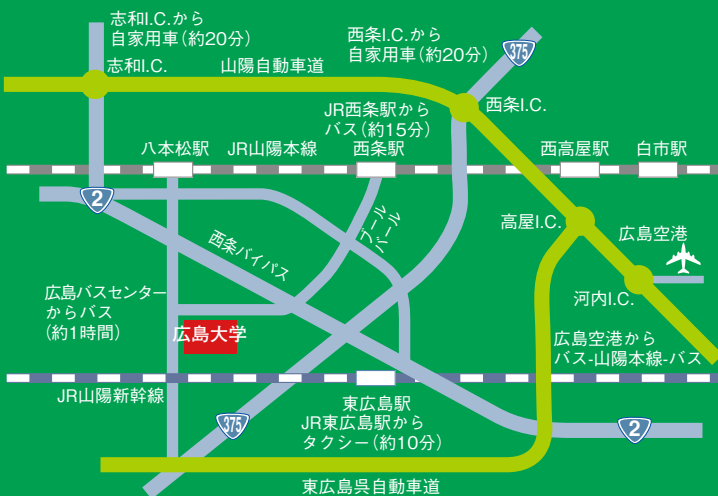 志和I.C.から
自家用車（約20分）
西条I.C.から
自家用車（約20分）
375
志和I.C.
山陽自動車道
JR西条駅から
バス（約15分）
西条I.C.
八本松駅
JR山陽本線
西条駅
西高屋駅
白市駅
2
ブールバール
高屋I.C.
広島空港
西条バイパス
広島バスセンター
からバス
（約1時間）
河内I.C.
広島大学
広島空港から
バス-山陽本線-バス
JR山陽新幹線
東広島駅
JR東広島駅から
タクシー（約10分）
375
2
東広島呉自動車道